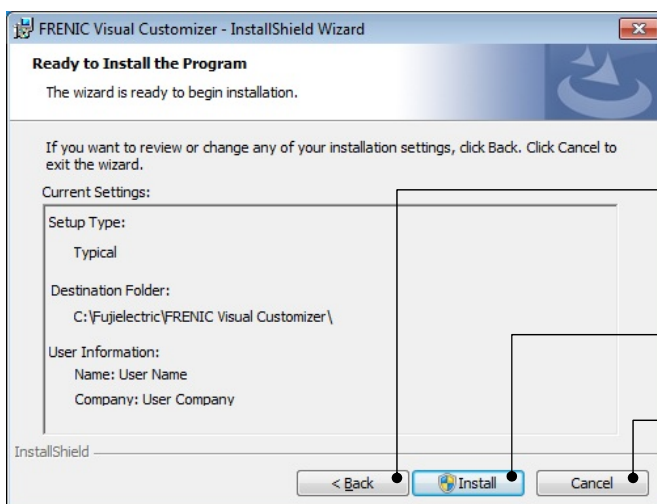 FRENIC Visual Customizer - InstallShield Wizard
Ready to Install the Program
The wizard is ready to begin installation.
If you want to review or change any of your installation settings, click Back. Click Cancel to
exit the wizard.
Current Settings:
Setup Type:
Typical
Destination Folder:
C:\Fujielectric\FRENIC Visual Customizer\
User Information:
Name: User Name
Company: User Company
InstallShield
< Back
Install
Cancel